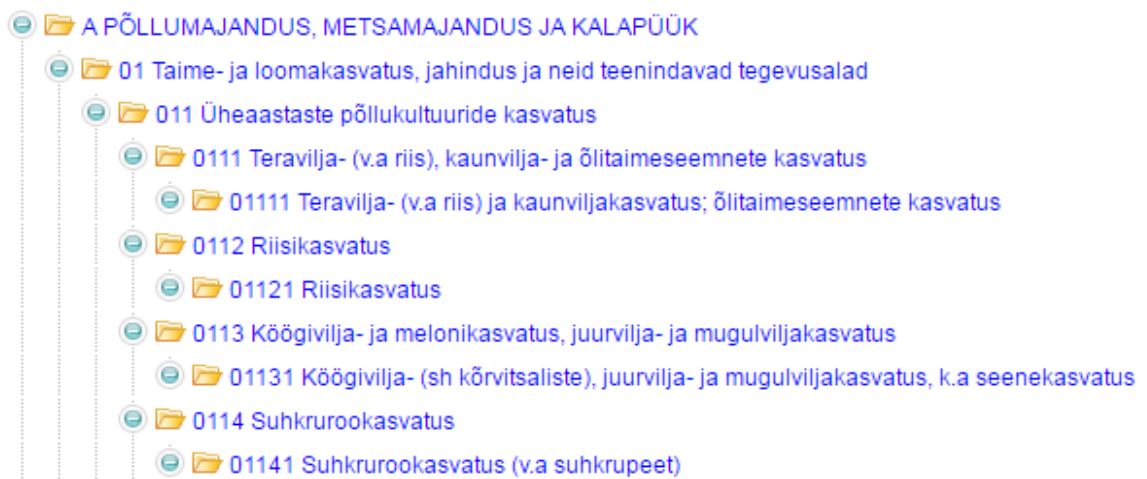 A PÕLLUMAJANDUS, METSAMAJANDUS JA KALAPÜÜK
01 Taime- ja loomakasvatus, jahindus ja neid teenindavad tegevusalad
011 Üheaastaste põllukultuuride kasvatus
0111 Teravilja- (v.a riis), kaunvilja- ja õlitaimeseemnete kasvatus
01111 Teravilja- (v.a riis) ja kaunviljakasvatus; õlitaimeseemnete kasvatus
0112 Riisikasvatus
01121 Riisikasvatus
0113 Köögivilja- ja melonikasvatus, juurvilja- ja mugulviljakasvatus
01131 Köögivilja- (sh kõrvitsaliste), juurvilja- ja mugulviljakasvatus, k.a seenekasvatus
0114 Suhkrurookasvatus
01141 Suhkrurookasvatus (v.a suhkrupeet)